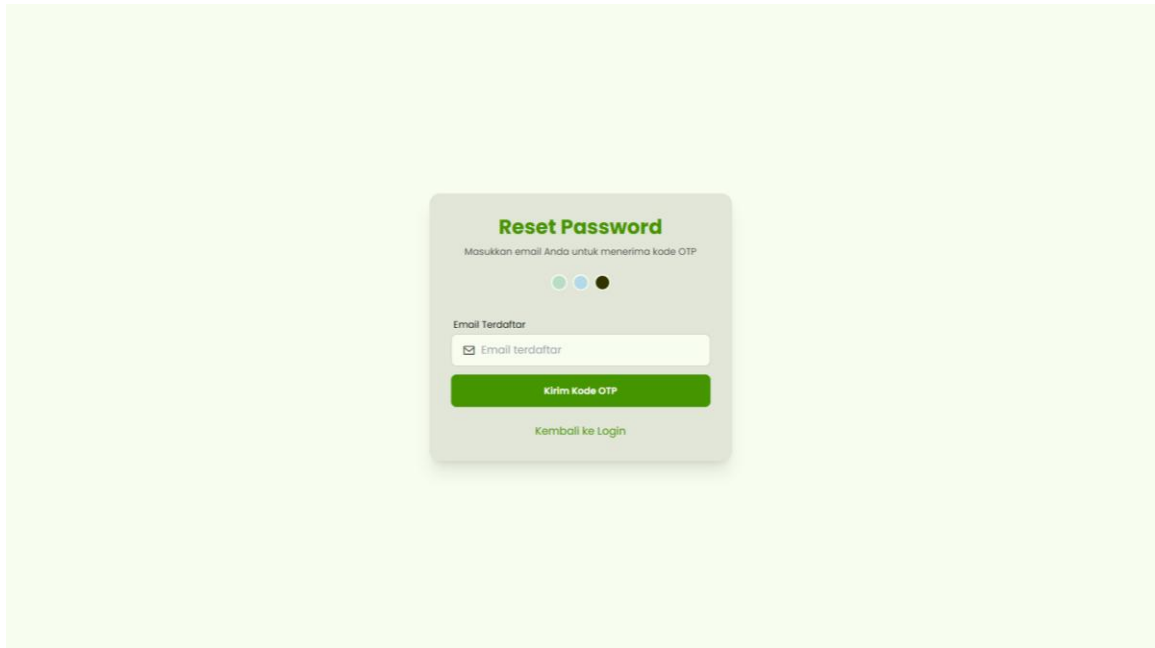 Reset Password
Masukkan email Anda untuk menerima kode OTP
Email Terdaftar
Email terdaftar
Kirim Kode OTP
Kembali ke Login